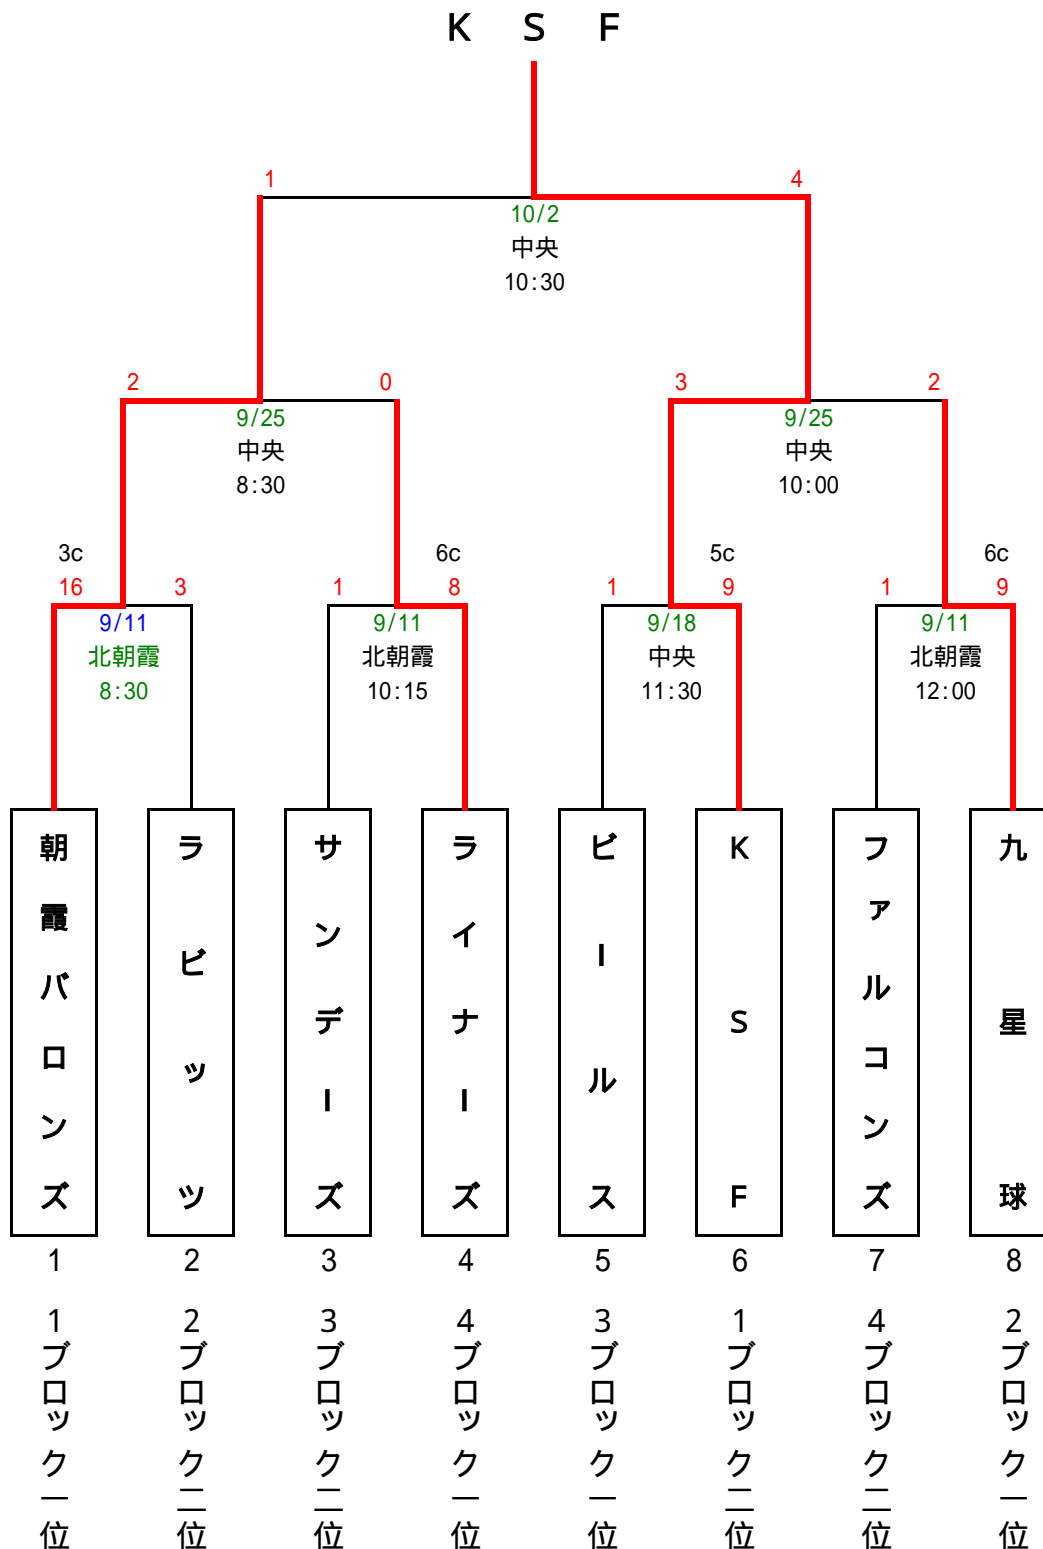 K S F
1 4
10/2
中央
10:30
2 0 3 2
9/25 9/25
中央 中央
8:30 10:00
3c 6c 5c 6c
16 3 1 8 1 9 1 9
9/11 9/11 9/18 9/11
北朝霞 北朝霞 中央 北朝霞
8:30 10:15 11:30 12:00
朝霞バロンズ
ラビッツ
サンデーズ
ライナーズ
ビールス
KSF
ファルコンズ
九星球
1 2 3 4 5 6 7 8
1ブロック一位
2ブロック二位
3ブロック二位
4ブロック一位
3ブロック一位
1ブロック二位
4ブロック二位
2ブロック一位